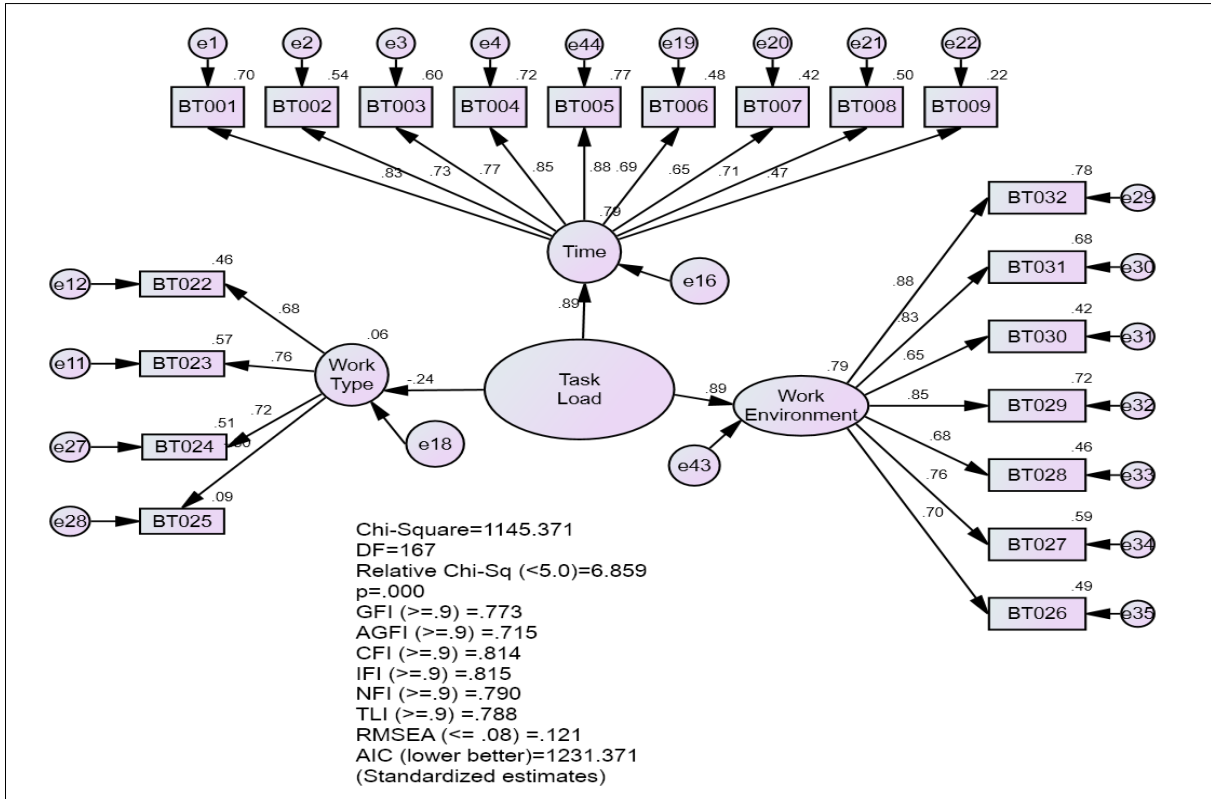 e1 e2 e3 e4 e44 e19 e20 e21 e22
.70 .54 .60 .72 .77 .48 .42 .50 .22
BT001 BT002 BT003 BT004 BT005 BT006 BT007 BT008 BT009
.83 .73 .77 .85 .88 .69 .65 .71 .47
.79
Time
e16
.89
.78
BT032 e29
.68
BT031 e30
.42
BT030 e31
.72
BT029 e32
.46
BT028 e33
.59
BT027 e34
.49
BT026 e35
.88
.83
.65
.85
.68
.76
.70
.79
Work
Environment
e43
.89
Task
Load
-.24
.06
Work
Type
e18
.46
e12 BT022
.68
.57
e11 BT023
.76
.51
e27 BT024
.72
.09
e28 BT025
Chi-Square=1145.371
DF=167
Relative Chi-Sq (<5.0)=6.859
p=.000
GFI (>=.9) =.773
AGFI (>=.9) =.715
CFI (>=.9) =.814
IFI (>=.9) =.815
NFI (>=.9) =.790
TLI (>=.9) =.788
RMSEA (<= .08) =.121
AIC (lower better)=1231.371
(Standardized estimates)